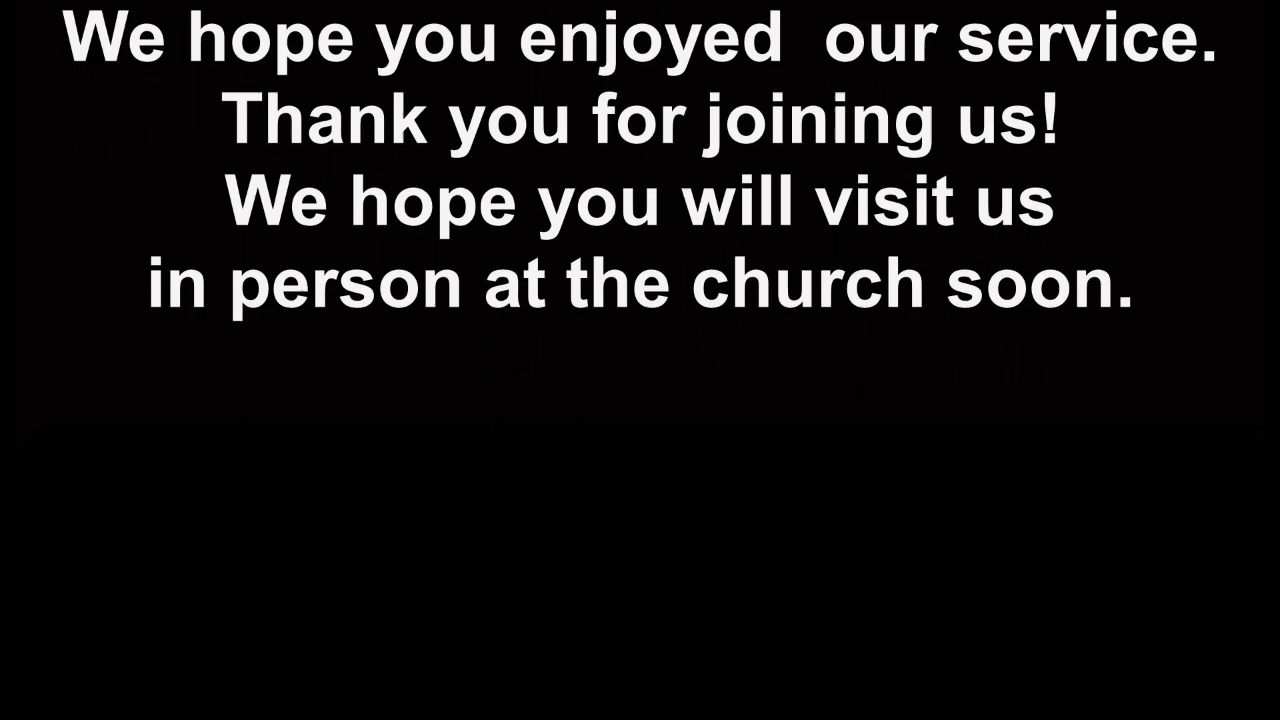 We hope you enjoyed  our service.
Thank you for joining us!
We hope you will visit us
in person at the church soon.